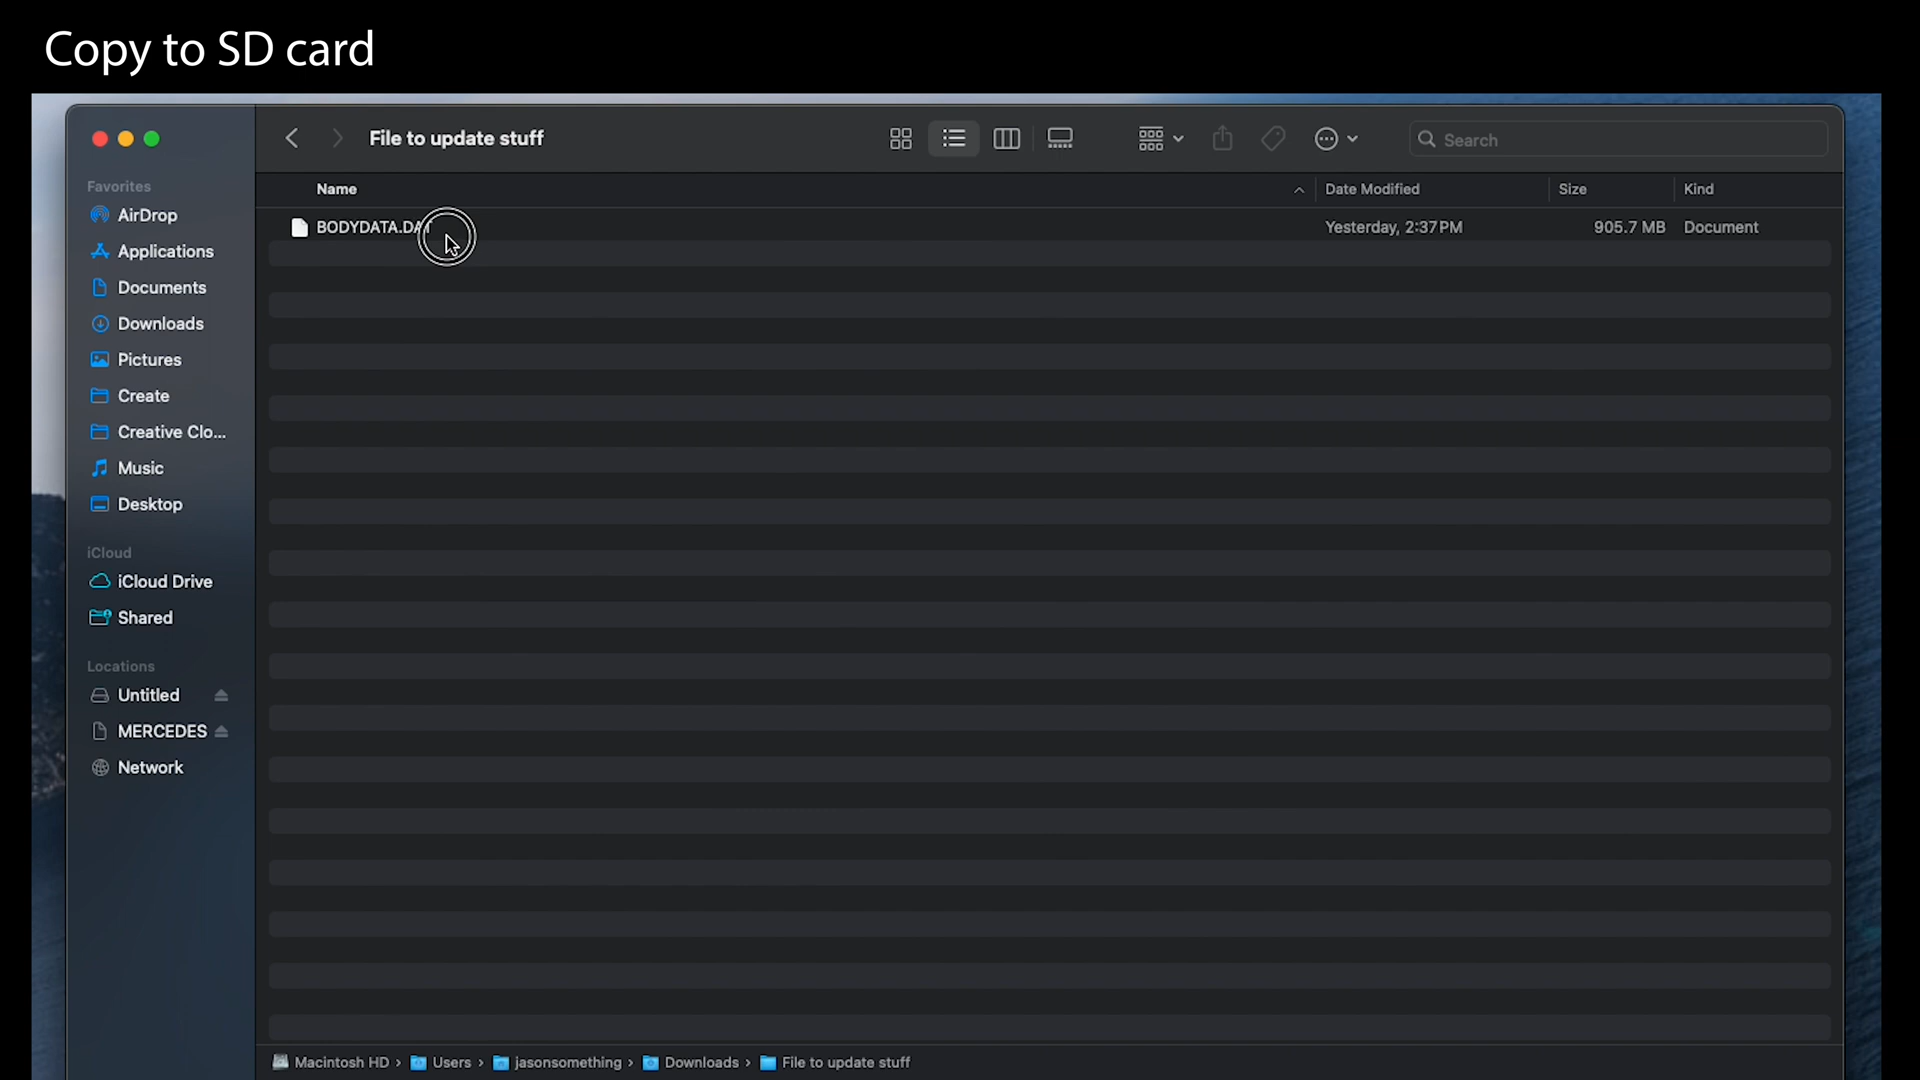 Copy to SD card
File to update stuff
Search
Name
Date Modified
Size
Kind
BODYDATA.DAT
Yesterday, 2:37 PM
905.7 MB
Document
Favorites
AirDrop
Applications
Documents
Downloads
Pictures
Create
Creative Clo...
Music
Desktop
iCloud
iCloud Drive
Shared
Locations
Untitled
MERCEDES
Network
Macintosh HD › Users › jasonsomething › Downloads › File to update stuff